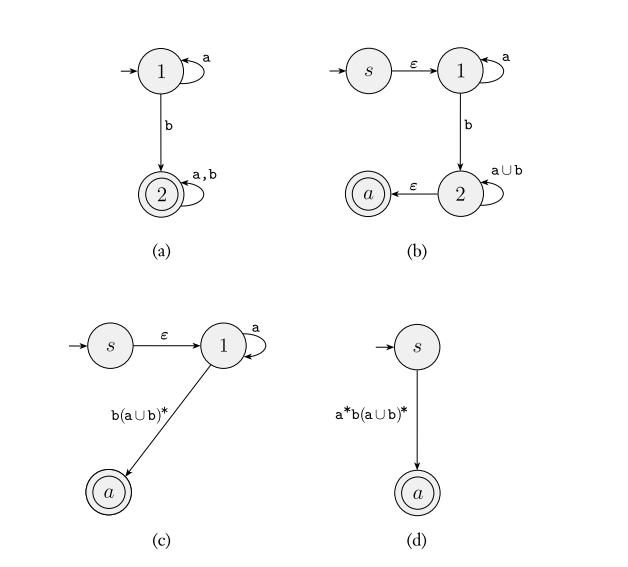 1
a
b
2
a,b
(a)
s
ε
1
a
b
a
ε
2
a∪b
(b)
s
ε
1
a
b(a∪b)*
a
(c)
s
a*b(a∪b)*
a
(d)